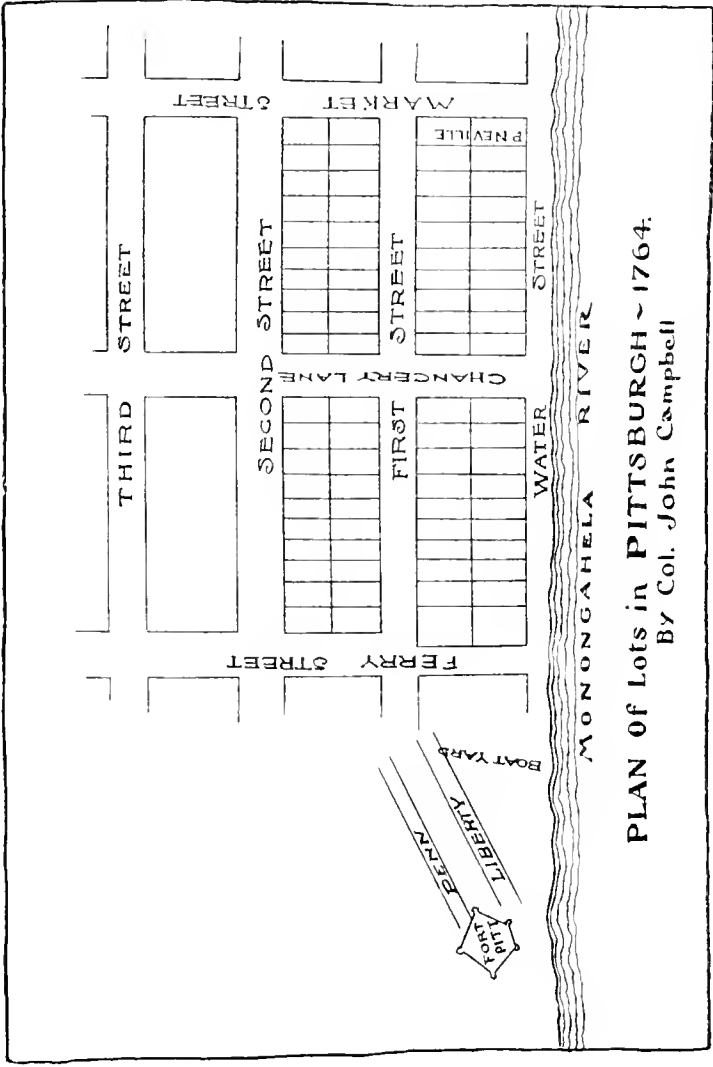 THIRD STREET
SECOND STREET
FIRST STREET
WATER STREET
FERRY STREET
CHANCERY LANE
MARKET STREET
P NEVILLE
PENN
LIBERTY
FORT
PITT
BOAT YARD
MONONGAHELA RIVER
PLAN Of Lots in PITTSBURGH ~ 1764.
By Col. John Campbell